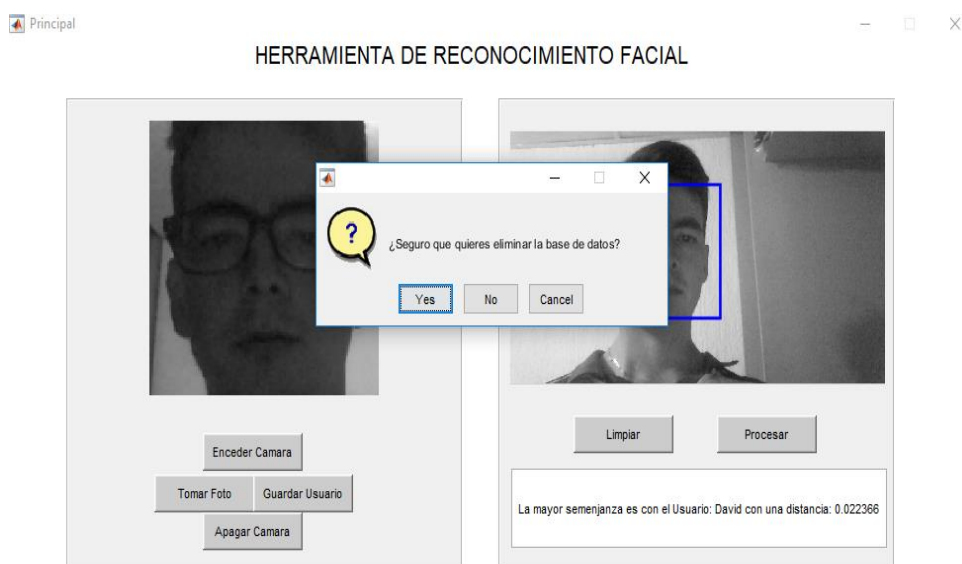 Principal
HERRAMIENTA DE RECONOCIMIENTO FACIAL
?
¿Seguro que quieres eliminar la base de datos?
Yes No Cancel
Enceder Camara
Tomar Foto Guardar Usuario
Apagar Camara
Limpiar Procesar
La mayor semenjanza es con el Usuario: David con una distancia: 0.022366